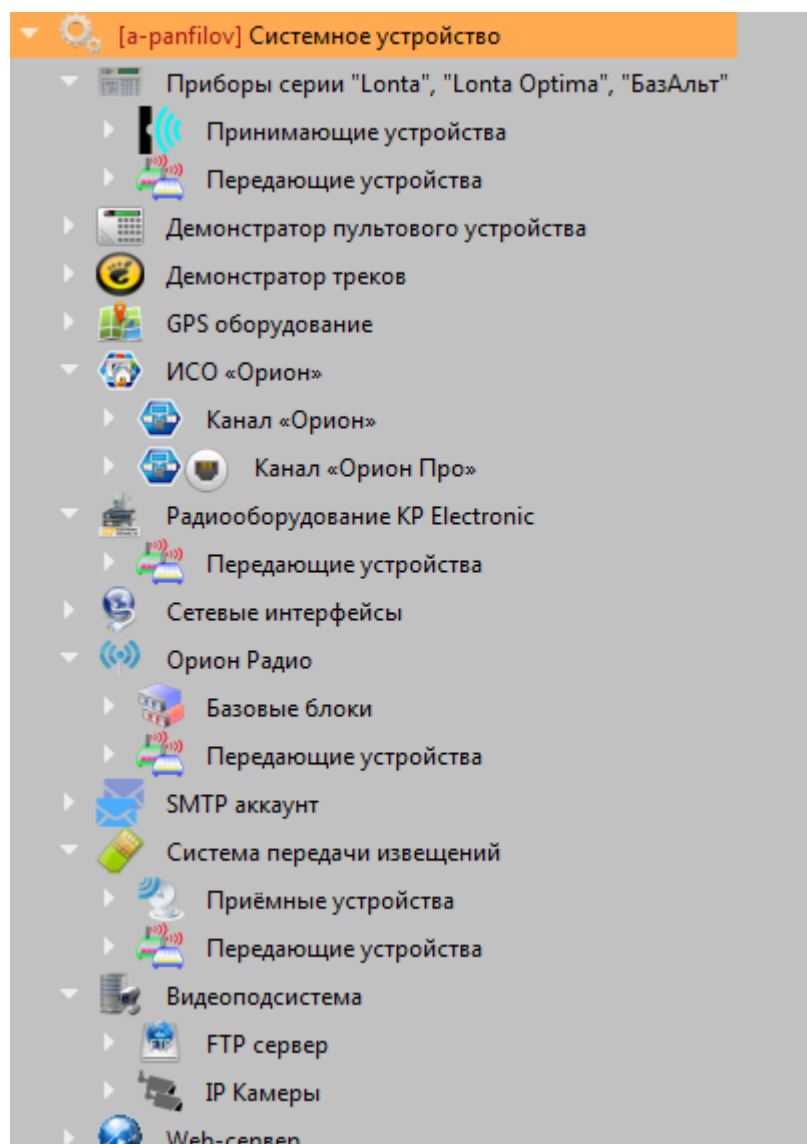 [a-panfilov] Системное устройство
Приборы серии "Lonta", "Lonta Optima", "БазАльт"
Принимающие устройства
Передающие устройства
Демонстратор пультового устройства
Демонстратор треков
GPS оборудование
ИСО «Орион»
Канал «Орион»
Канал «Орион Про»
Радиооборудование KP Electronic
Передающие устройства
Сетевые интерфейсы
Орион Радио
Базовые блоки
Передающие устройства
SMTP аккаунт
Система передачи извещений
Приёмные устройства
Передающие устройства
Видеоподсистема
FTP сервер
IP Камеры
Web-сервер